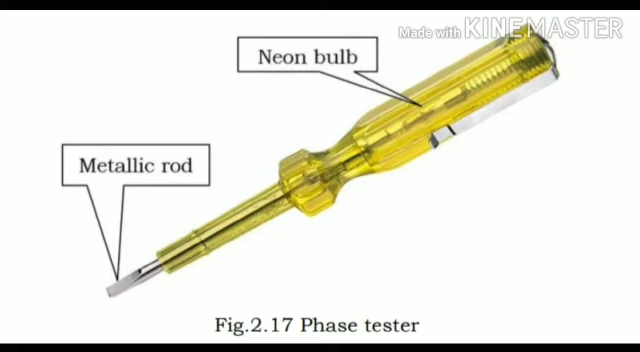 Made with KINEMASTER
Neon bulb
Metallic rod
Fig.2.17 Phase tester